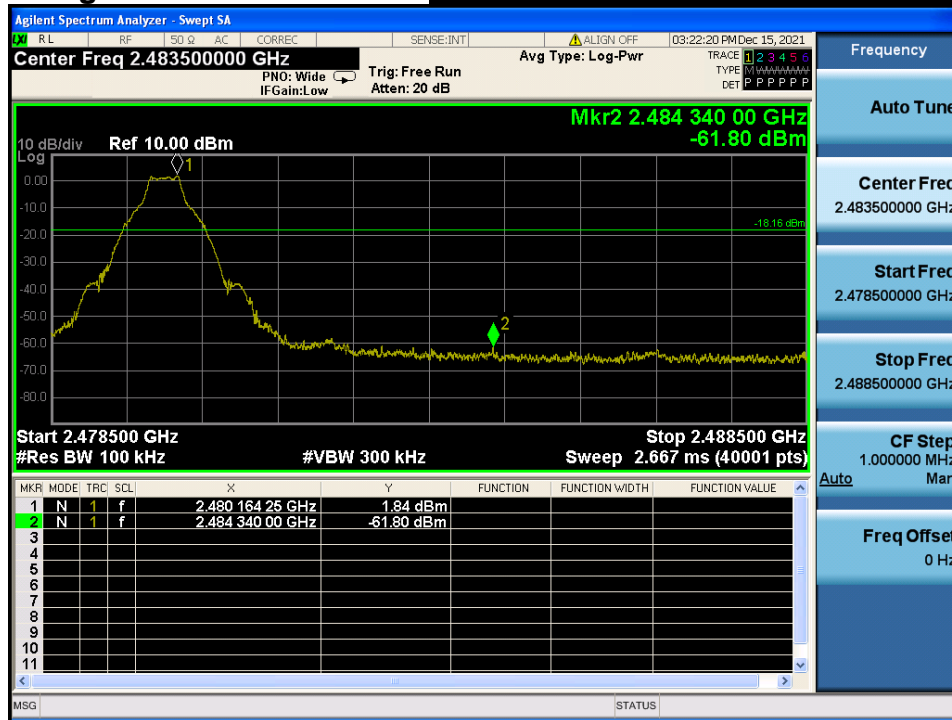 Agilent Spectrum Analyzer - Swept SA
LXI RL RF 50 Ω AC CORREC SENSE:INT ALIGN OFF 03:22:20 PM Dec 15, 2021
Center Freq 2.483500000 GHz
PNO: Wide
IFGain:Low
Trig: Free Run
Atten: 20 dB
Avg Type: Log-Pwr
TRACE 1 2 3 4 5 6
TYPE M WWWWW
DET P P P P P P
Mkr2 2.484 340 00 GHz
-61.80 dBm
10 dB/div Ref 10.00 dBm
Log
1
0.00
-10.0
-18.16 dBm
-20.0
-30.0
-40.0
-50.0
2
-60.0
-70.0
-80.0
Start 2.478500 GHz Stop 2.488500 GHz
#Res BW 100 kHz #VBW 300 kHz Sweep 2.667 ms (40001 pts)
MKR MODE TRC SCL X Y FUNCTION FUNCTION WIDTH FUNCTION VALUE
1 N 1 f 2.480 164 25 GHz 1.84 dBm
2 N 1 f 2.484 340 00 GHz -61.80 dBm
3
4
5
6
7
8
9
10
11
MSG STATUS
Frequency
Auto Tune
Center Freq
2.483500000 GHz
Start Freq
2.478500000 GHz
Stop Freq
2.488500000 GHz
CF Step
1.000000 MHz
Auto Man
Freq Offset
0 Hz